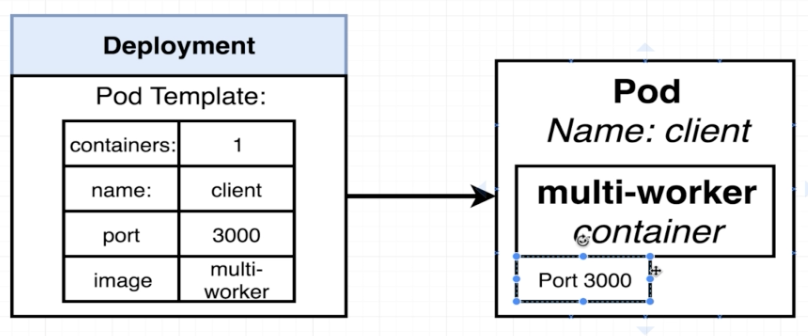 Deployment
Pod Template:
containers: 1
name: client
port 3000
image multi-
worker
Pod
Name: client
multi-worker
container
Port 3000